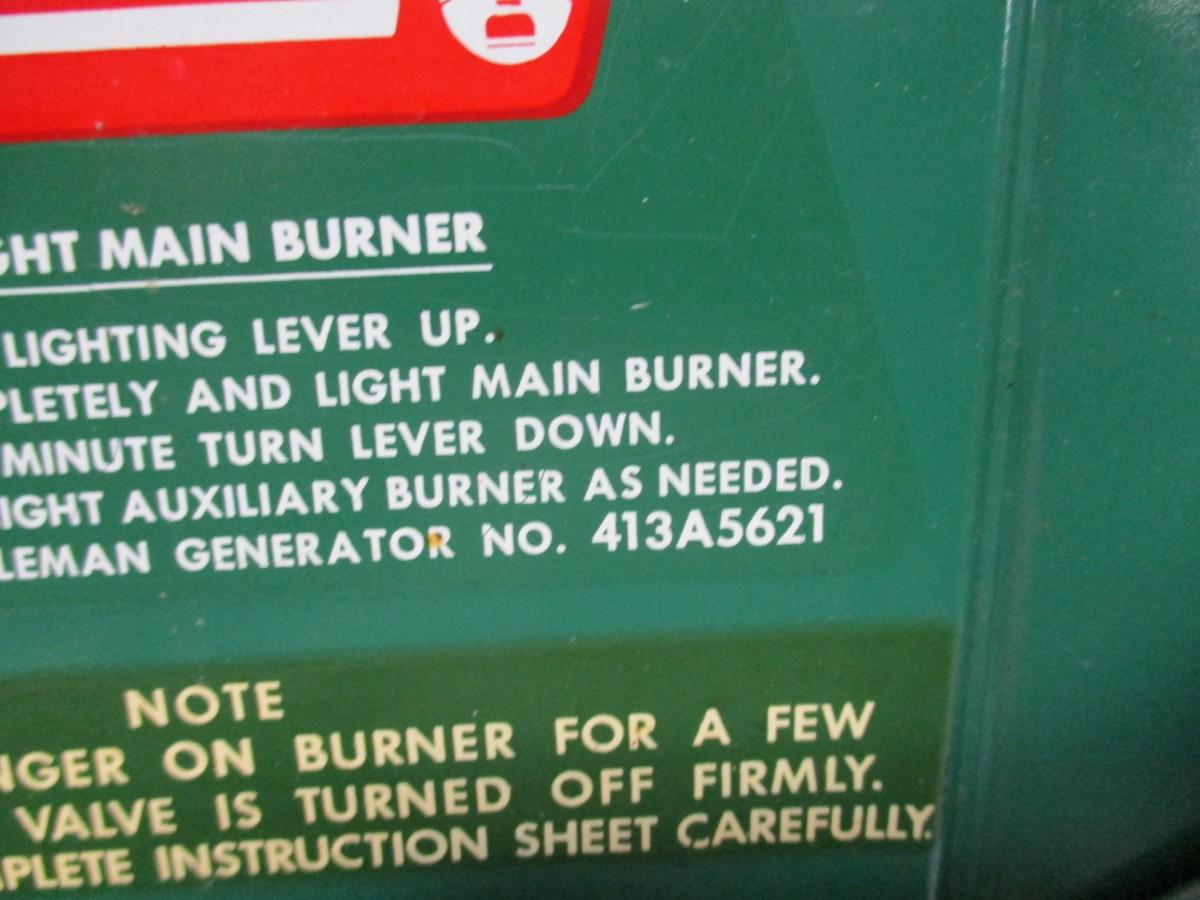 GHT MAIN BURNER
LIGHTING LEVER UP.
PLETELY AND LIGHT MAIN BURNER.
MINUTE TURN LEVER DOWN.
IGHT AUXILIARY BURNER AS NEEDED.
LEMAN GENERATOR NO. 413A5621
NOTE
NGER ON BURNER FOR A FEW
VALVE IS TURNED OFF FIRMLY.
PLETE INSTRUCTION SHEET CAREFULLY.